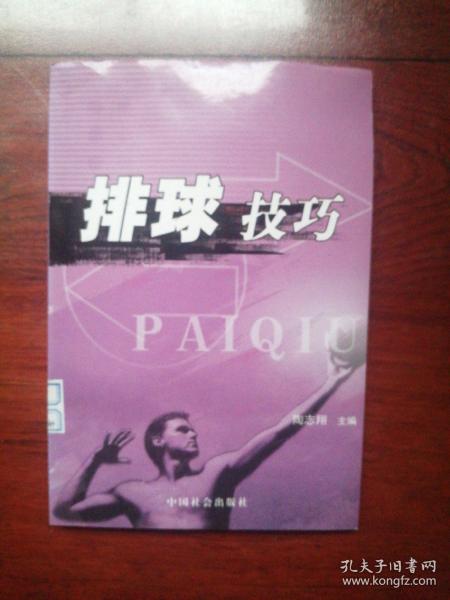 排球 技巧
PAIQIU
陶志翔 主编
中国社会出版社
孔夫子旧书网
www.kongfz.com